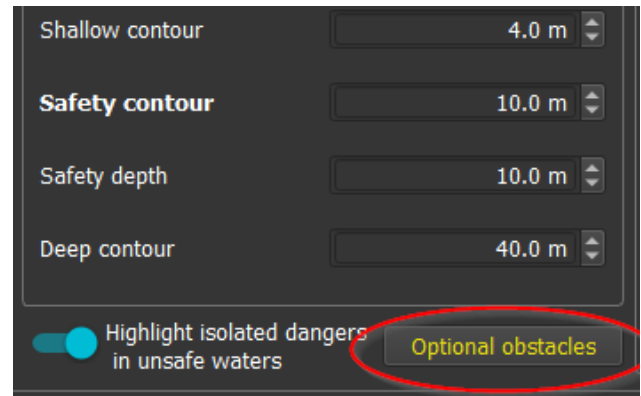 Shallow contour 4.0 m
Safety contour 10.0 m
Safety depth 10.0 m
Deep contour 40.0 m
Highlight isolated dangers
in unsafe waters
Optional obstacles